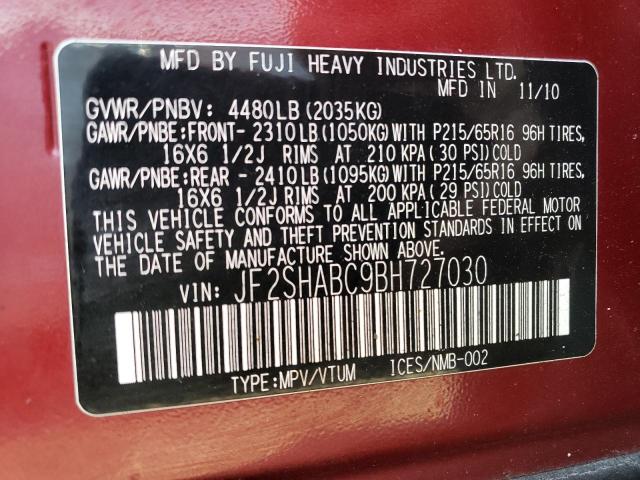 MFD BY FUJI HEAVY INDUSTRIES LTD.
MFD IN 11/10
GVWR/PNBV: 4480LB(2035KG)
GAWR/PNBE:FRONT- 2310LB(1050KG)WITH P215/65R16 96H TIRES,
16X6 1/2J RIMS AT 210 KPA( 30 PSI)COLD
GAWR/PNBE:REAR - 2410LB(1095KG)WITH P215/65R16 96H TIRES,
16X6 1/2J RIMS AT 200 KPA( 29 PSI)COLD
THIS VEHICLE CONFORMS TO ALL APPLICABLE FEDERAL MOTOR
VEHICLE SAFETY AND THEFT PREVENTION STANDARDS IN EFFECT ON
THE DATE OF MANUFACTURE SHOWN ABOVE.
VIN: JF2SHABC9BH727030
TYPE:MPV/VTUM ICES/NMB-002